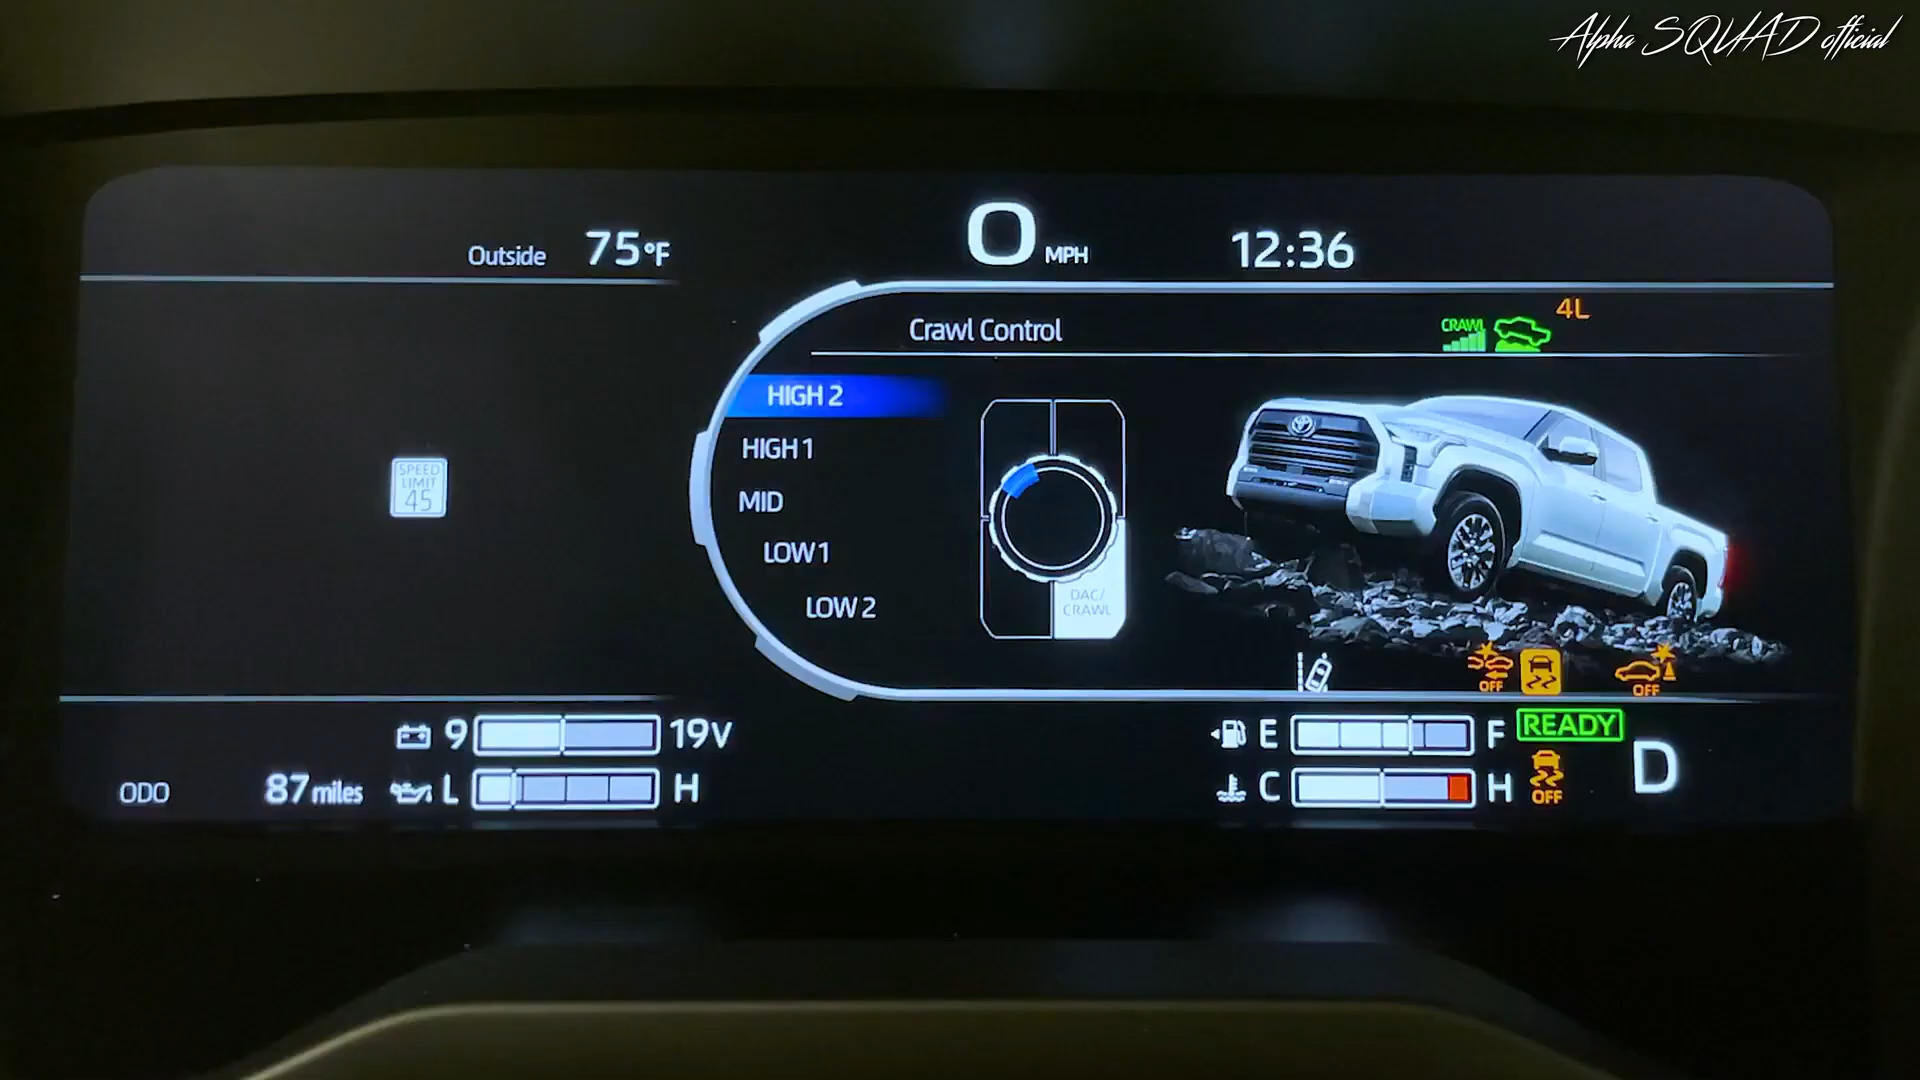 Alpha SQUAD official
Outside 75°F
0 MPH
12:36
Crawl Control
CRAWL
4L
HIGH 2
HIGH 1
MID
LOW 1
LOW 2
SPEED
LIMIT
45
DAC/
CRAWL
OFF
OFF
9 19V
E F
READY
D
ODO 87 miles
L H
C H
OFF